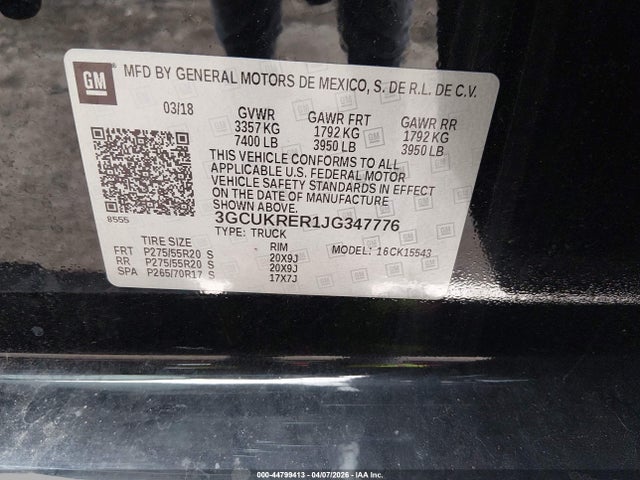 GM
MFD BY GENERAL MOTORS DE MEXICO, S. DE R.L. DE C.V.
03/18 GVWR GAWR FRT GAWR RR
3357 KG 1792 KG 1792 KG
7400 LB 3950 LB 3950 LB
THIS VEHICLE CONFORMS TO ALL
APPLICABLE U.S. FEDERAL MOTOR
VEHICLE SAFETY STANDARDS IN EFFECT
ON THE DATE OF MANUFACTURE
SHOWN ABOVE.
8555
3GCUKRER1JG347776
TYPE: TRUCK
TIRE SIZE RIM MODEL: 16CK15543
FRT P275/55R20 S 20X9J
RR P275/55R20 S 20X9J
SPA P265/70R17 S 17X7J
000-44799413 | 04/07/2026 | IAA Inc.